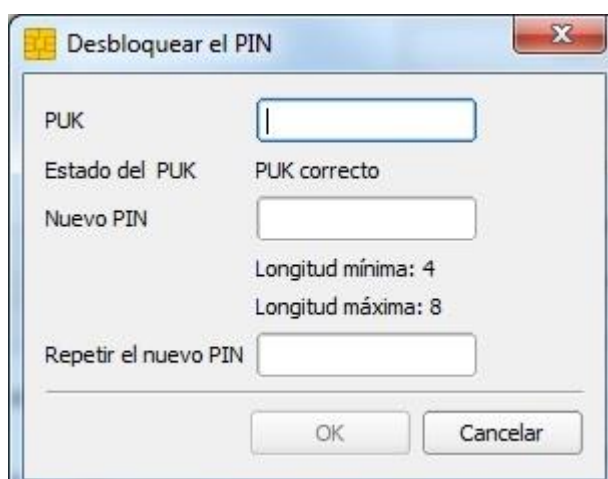 Desbloquear el PIN
PUK
Estado del PUK PUK correcto
Nuevo PIN
Longitud mínima: 4
Longitud máxima: 8
Repetir el nuevo PIN
OK Cancelar